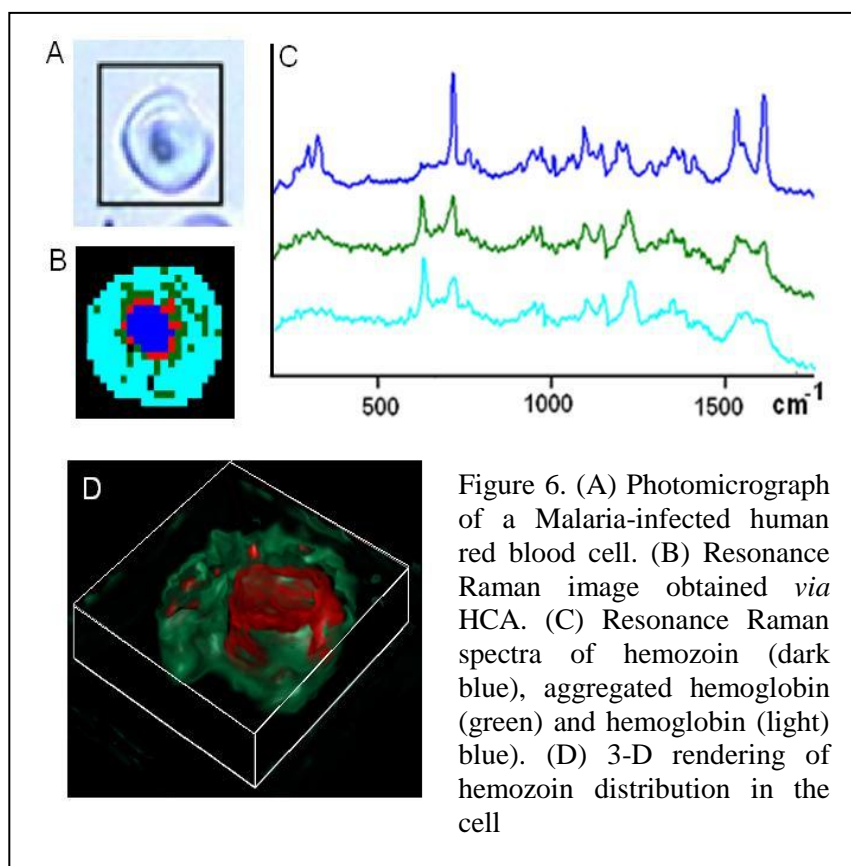 A
C
B
500
1000
1500
cm-1
D
Figure 6. (A) Photomicrograph
of a Malaria-infected human
red blood cell. (B) Resonance
Raman image obtained via
HCA. (C) Resonance Raman
spectra of hemozoin (dark
blue), aggregated hemoglobin
(green) and hemoglobin (light)
blue). (D) 3-D rendering of
hemozoin distribution in the
cell